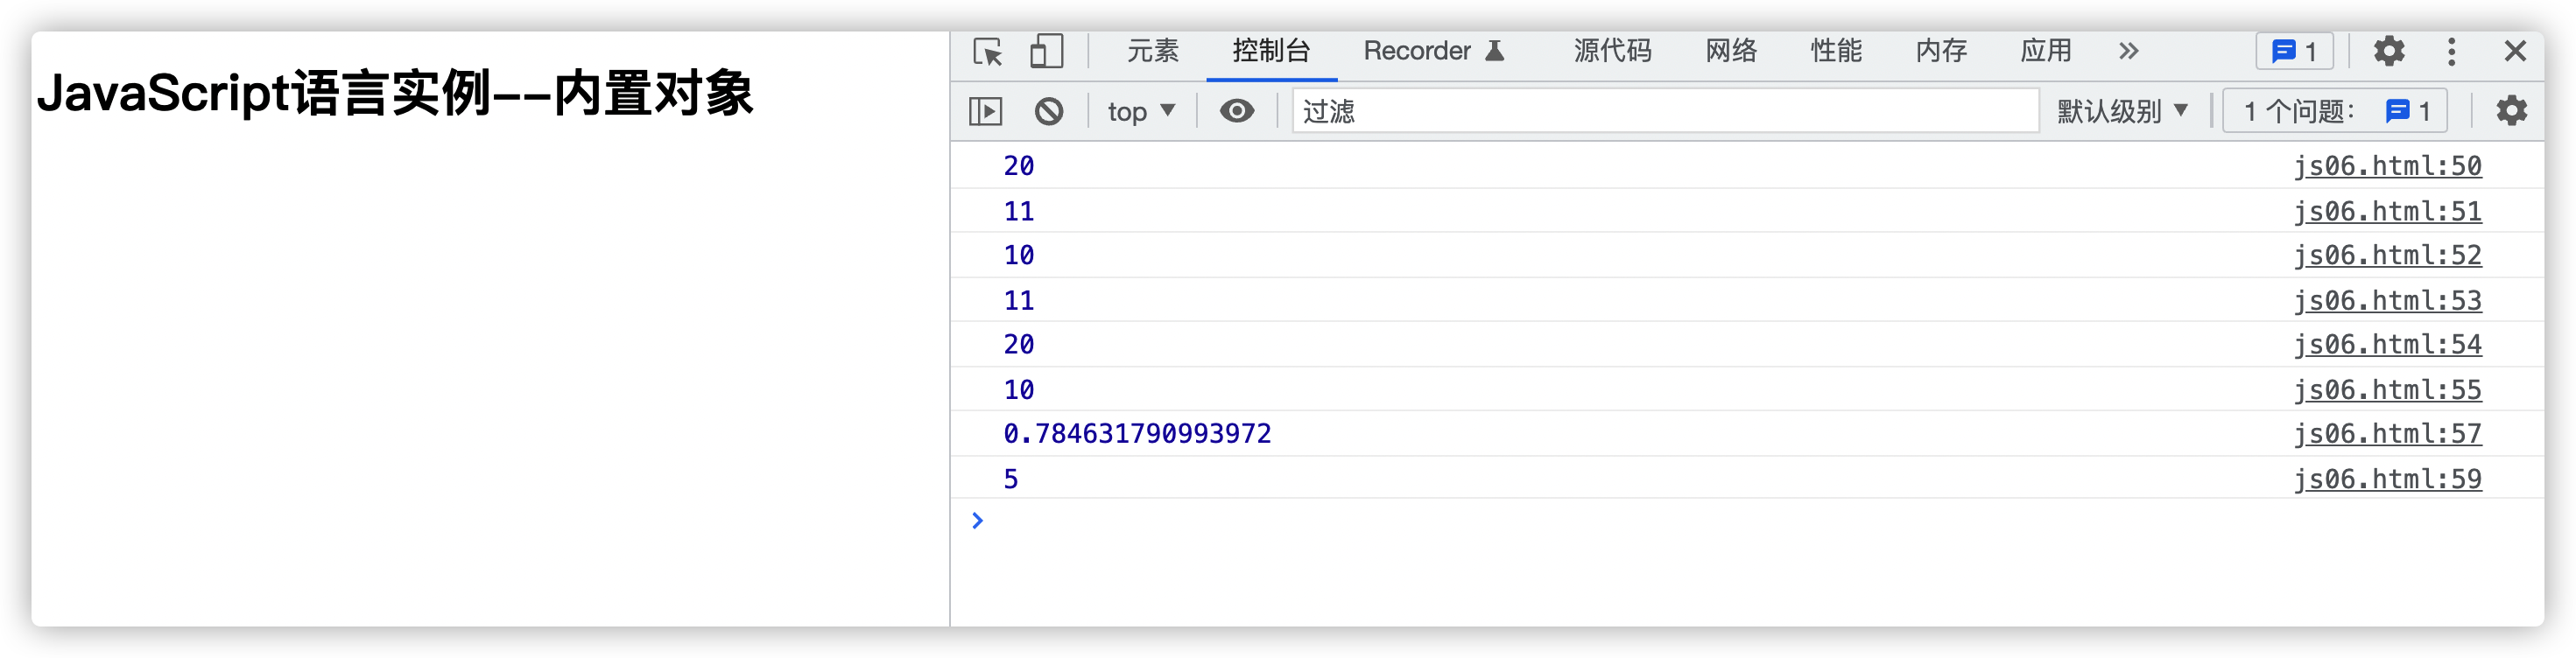 JavaScript语言实例--内置对象
元素 控制台 Recorder 源代码 网络 性能 内存 应用 » 1
top 过滤 默认级别 1 个问题: 1
20 js06.html:50
11 js06.html:51
10 js06.html:52
11 js06.html:53
20 js06.html:54
10 js06.html:55
0.784631790993972 js06.html:57
5 js06.html:59